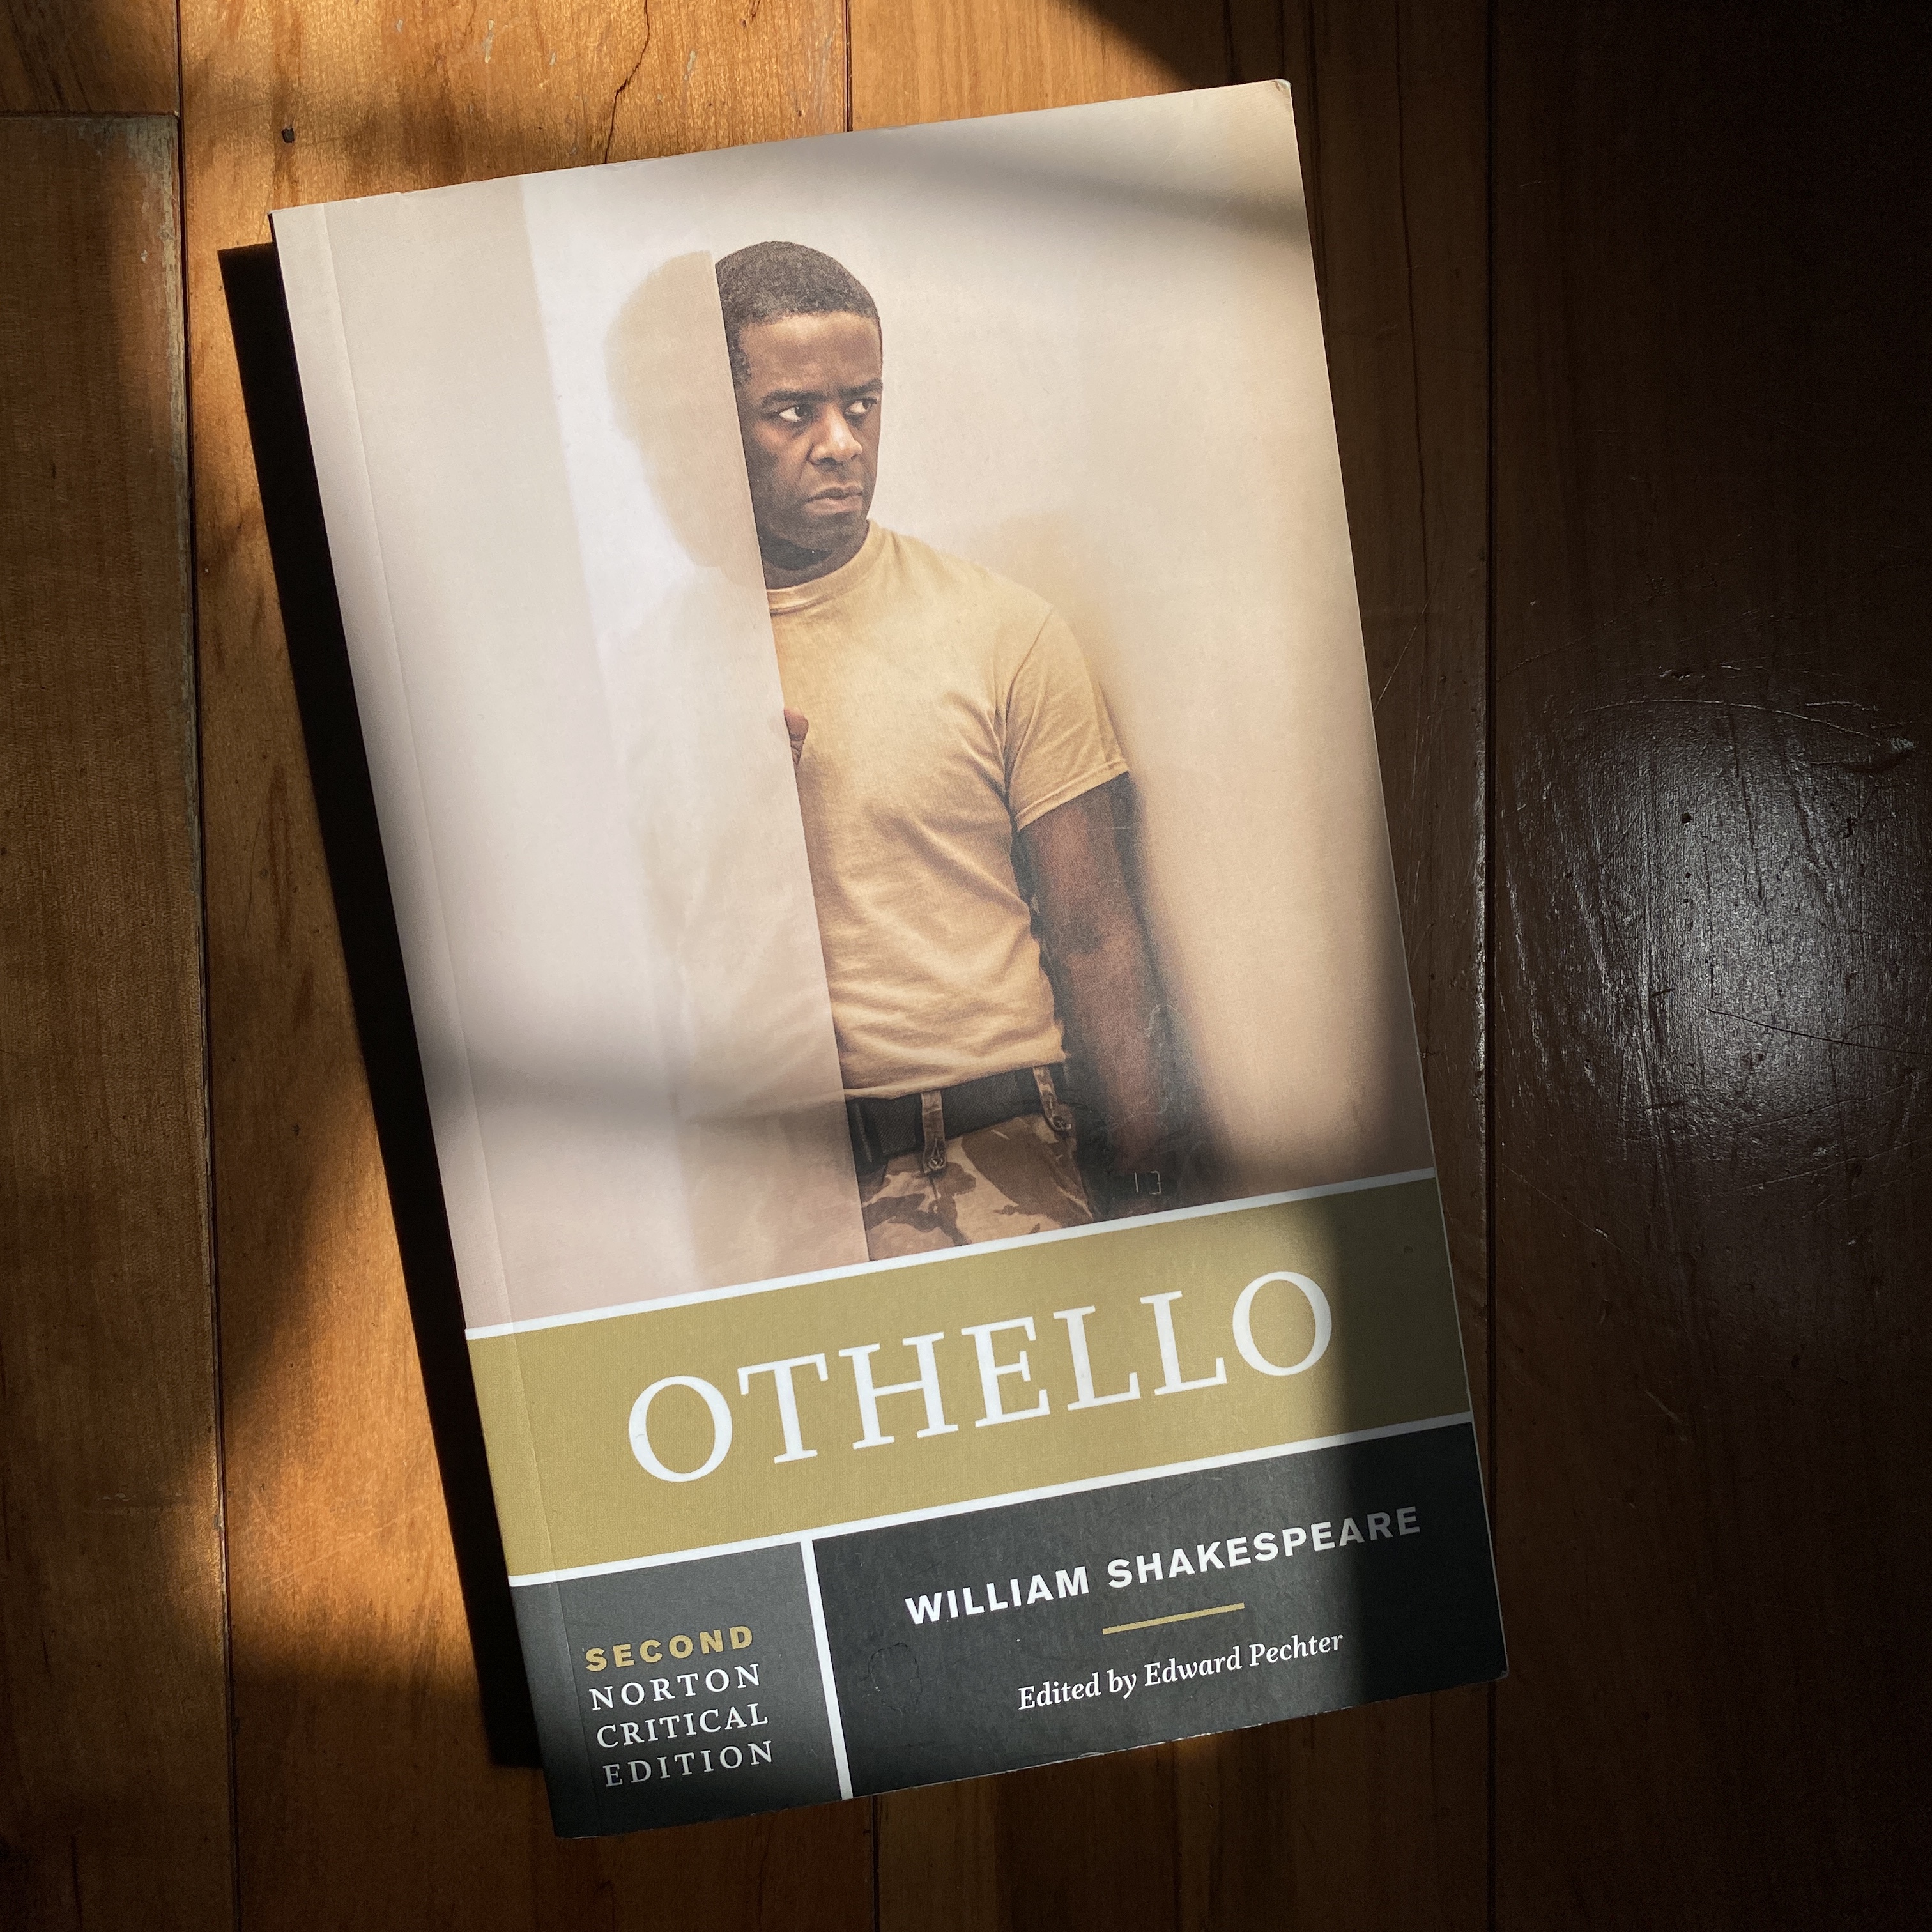 OTHELLO
WILLIAM SHAKESPEARE
Edited by Edward Pechter
SECOND
NORTON
CRITICAL
EDITION